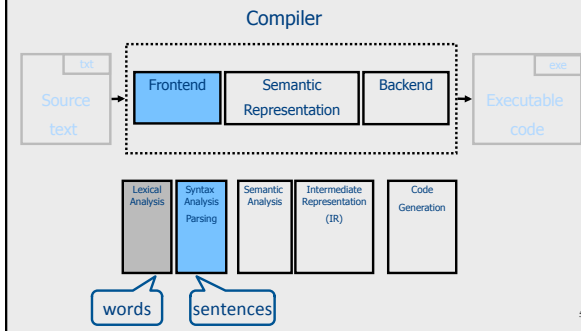 Compiler
txt
Source
text
Frontend
Semantic
Representation
Backend
exe
Executable
code
Lexical
Analysis
Syntax
Analysis
Parsing
Semantic
Analysis
Intermediate
Representation
(IR)
Code
Generation
words
sentences